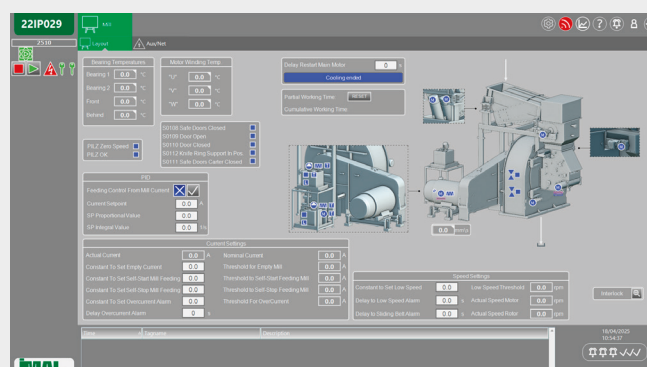 22IP029
Mill
2510
Layout
Aux/Net
Bearing Temperatures
Bearing 1 0.0 °C
Bearing 2 0.0 °C
Fixed 0.0 °C
Behind 0.0 °C
Motor Winding Temp
"U" 0.0 °C
"V" 0.0 °C
"W" 0.0 °C
Delay Restart Main Motor 0 s
Cooling ended
Partial Working Time RESET
Cumulative Working Time
PILZ Zero Speed
PILZ OK
S0108 Safe Doors Closed
S0109 Door Open
S0110 Door Closed
S0112 Knife-Ring Support In Pos.
S0111 Safe Doors Carter Closed
PID
Feeding Control From Mill Current
Current Setpoint 0.0 A
SP Proportional Value 0.0
SP Integral Value 0.0
0.0 mm/s
Current Settings
Actual Current 0.0 A
Nominal Current 0.0 A
Constant To Set Empty Current 0.0
Threshold for Empty Mill 0.0 A
Constant To Set Self-Start Mill Feeding 0.0
Threshold to Self-Start Feeding Mill 0.0 A
Constant To Set Self-Stop Mill Feeding 0.0
Threshold to Self-Stop Feeding Mill 0.0 A
Constant To Set Overcurrent Alarm 0.0
Threshold For OverCurrent 0.0 A
Delay Overcurrent Alarm 0 s
Speed Settings
Constant to Set Low Speed 0.0
Low Speed Threshold 0.0 rpm
Delay to Low Speed Alarm 0.0 s
Actual Speed Motor 0.0 rpm
Delay to Sliding Belt Alarm 0.0 s
Actual Speed Rotor 0.0 rpm
Interlock
Time
Tagname
Description
18/04/2025
10:54:37
IMAL